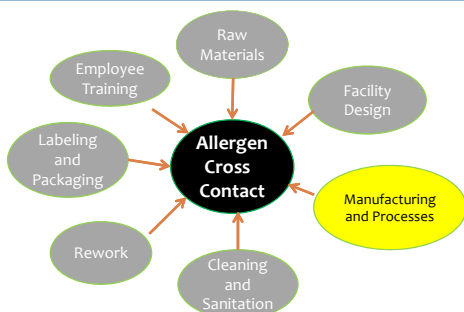 Raw
Materials
Employee
Training
Facility
Design
Allergen
Cross
Contact
Labeling
and
Packaging
Manufacturing
and Processes
Rework
Cleaning
and
Sanitation